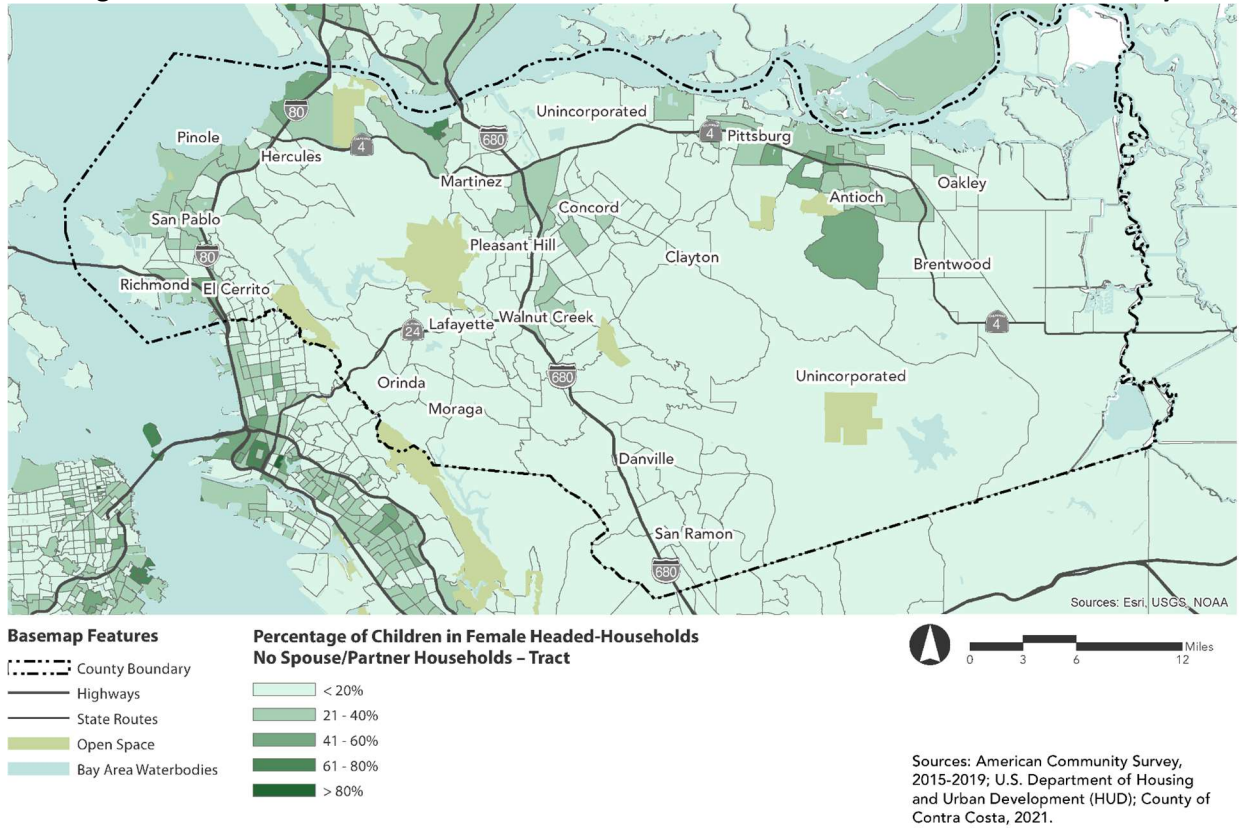 80
Unincorporated
Pinole
680
4
Pittsburg
Hercules
4
Martinez
Oakley
Antioch
San Pablo
Concord
Pleasant Hill
80
Clayton
Brentwood
Richmond
El Cerrito
24
Lafayette
Walnut Creek
4
Orinda
680
Unincorporated
Moraga
Danville
San Ramon
680
Sources: Esri, USGS, NOAA
Basemap Features
County Boundary
Highways
State Routes
Open Space
Bay Area Waterbodies
Percentage of Children in Female Headed-Households
No Spouse/Partner Households – Tract
< 20%
21 - 40%
41 - 60%
61 - 80%
> 80%
Miles
0 3 6 12
Sources: American Community Survey,
2015-2019; U.S. Department of Housing
and Urban Development (HUD); County of
Contra Costa, 2021.